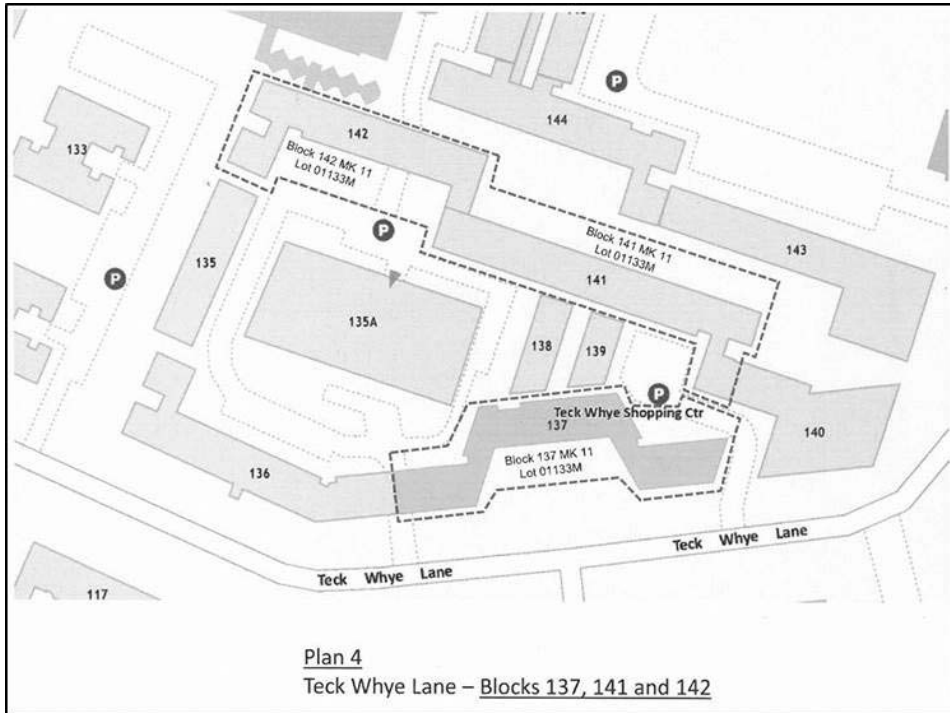 142
144
133
Block 142 MK 11
Lot 01133M
P
P
P
135
Block 141 MK 11
Lot 01133M
143
141
135A
138
139
P
Teck Whye Shopping Ctr
137
140
Block 137 MK 11
Lot 01133M
136
Teck Whye Lane
Teck Whye Lane
117
Plan 4
Teck Whye Lane – Blocks 137, 141 and 142